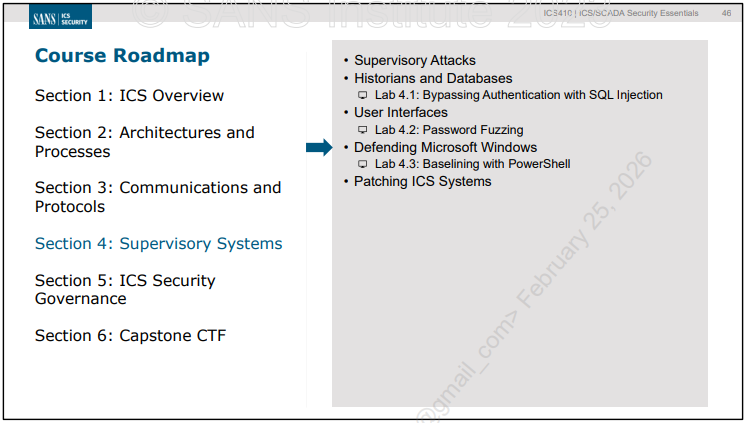 © SANS Institute 2026
SANS ICS SECURITY
ICS410 | ICS/SCADA Security Essentials 46
Course Roadmap
Section 1: ICS Overview
Section 2: Architectures and
Processes
Section 3: Communications and
Protocols
Section 4: Supervisory Systems
Section 5: ICS Security
Governance
Section 6: Capstone CTF
• Supervisory Attacks
• Historians and Databases
Lab 4.1: Bypassing Authentication with SQL Injection
• User Interfaces
Lab 4.2: Password Fuzzing
• Defending Microsoft Windows
Lab 4.3: Baselining with PowerShell
• Patching ICS Systems
@gmail_com> February 25, 2026